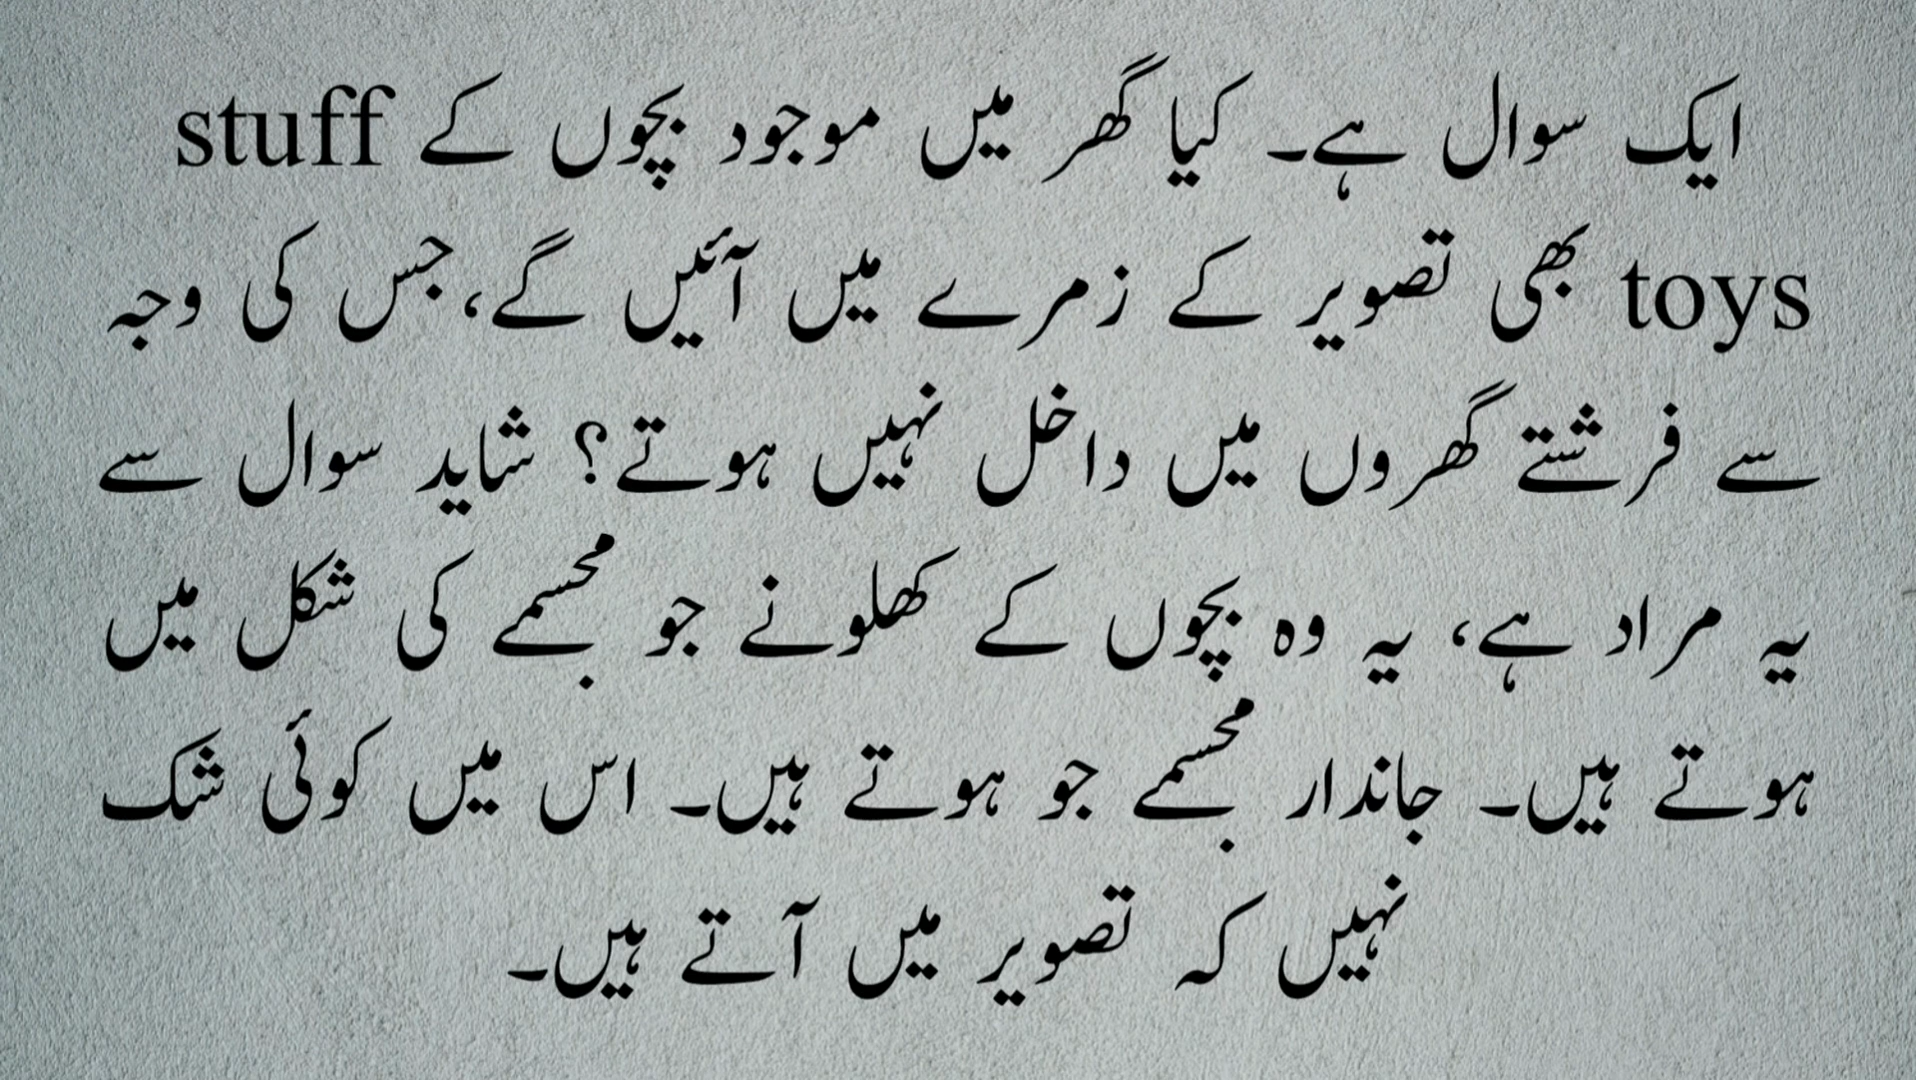 ایک سوال ہے۔ کیا گھر میں موجود بچوں کے stuff
toys بھی تصویر کے زمرے میں آئیں گے، جس کی وجہ
سے فرشتے گھروں میں داخل نہیں ہوتے؟ شاید سوال سے
یہ مراد ہے، یہ وہ بچوں کے کھلونے جو مجسمے کی شکل میں
ہوتے ہیں۔ جاندار مجسمے جو ہوتے ہیں۔ اس میں کوئی شک
نہیں کہ تصویر میں آتے ہیں۔